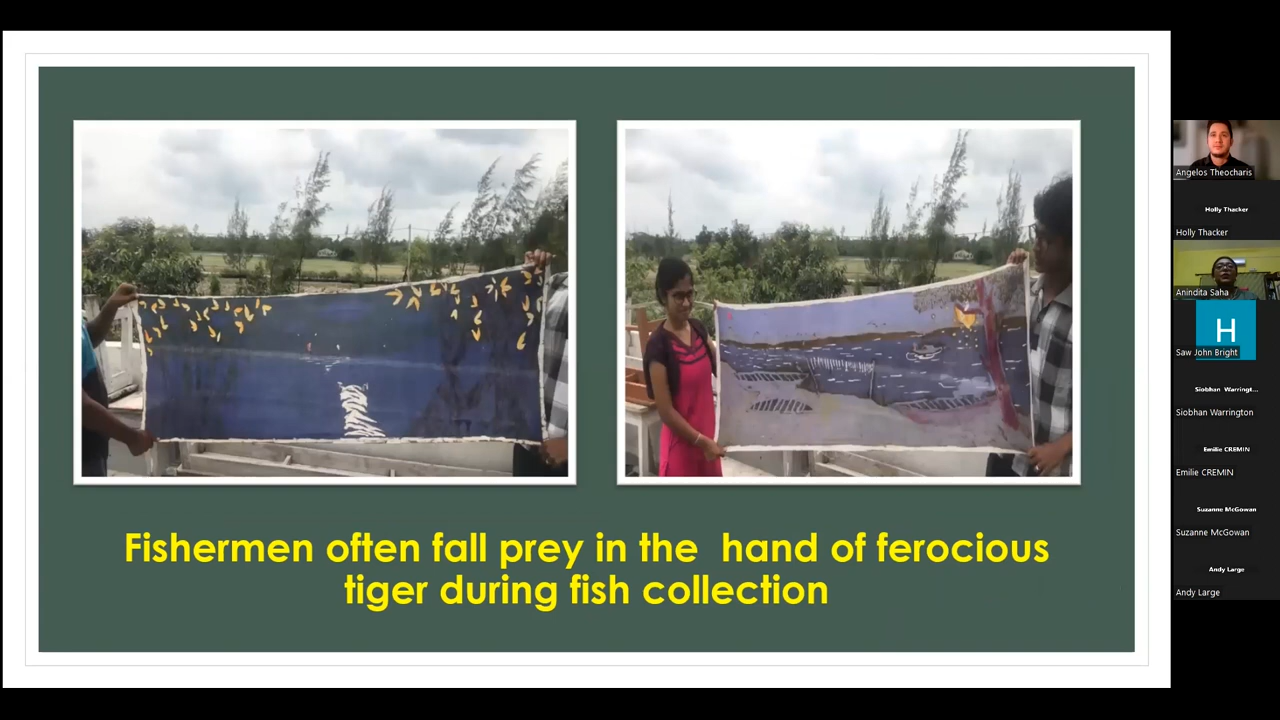 Fishermen often fall prey in the hand of ferocious
tiger during fish collection
Angelos Theocharis
Holly Thacker
Holly Thacker
Anindita Saha
H
Saw John Bright
Siobhan Warringt...
Siobhan Warrington
Emilie CREMIN
Emilie CREMIN
Suzanne McGowan
Suzanne McGowan
Andy Large
Andy Large